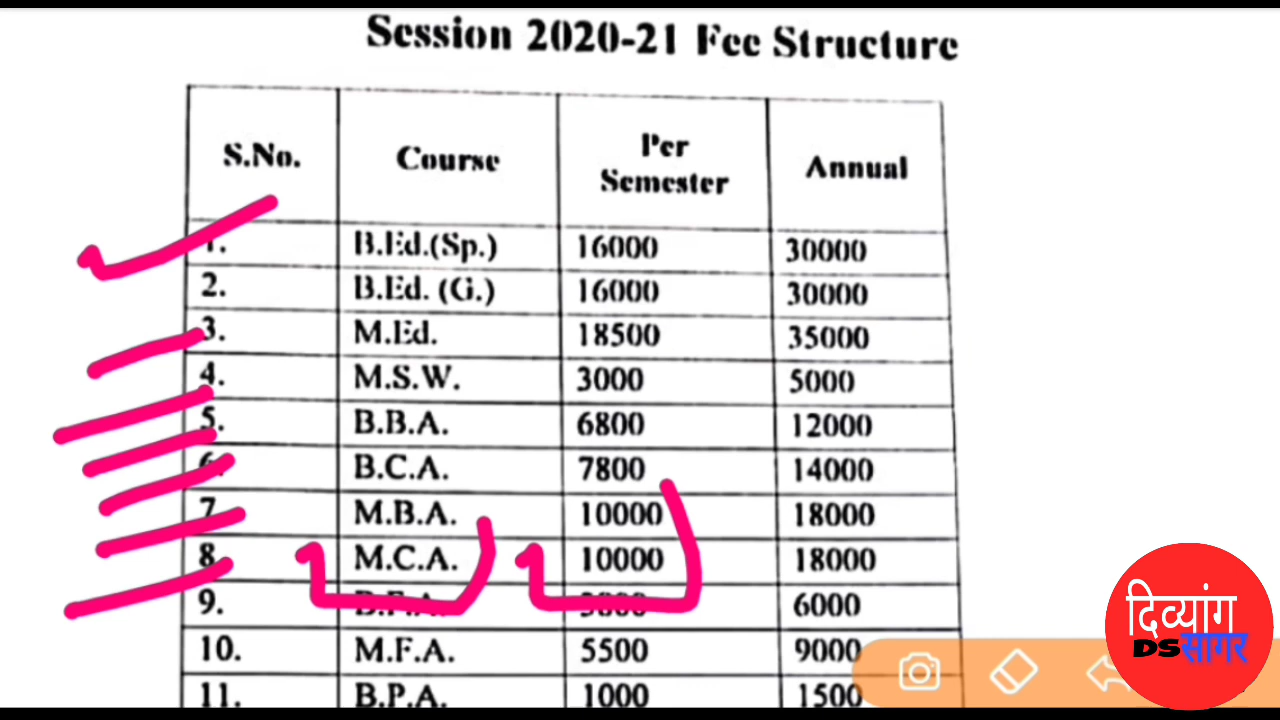 Session 2020-21 Fee Structure
S.No. Course Per Semester Annual
1. B.Ed.(Sp.) 16000 30000
2. B.Ed. (G.) 16000 30000
3. M.Ed. 18500 35000
4. M.S.W. 3000 5000
5. B.B.A. 6800 12000
6. B.C.A. 7800 14000
7. M.B.A. 10000 18000
8. M.C.A. 10000 18000
9. B.F.A. 3800 6000
10. M.F.A. 5500 9000
11. B.P.A. 1000 1500
दिव्यांग
DSसागर